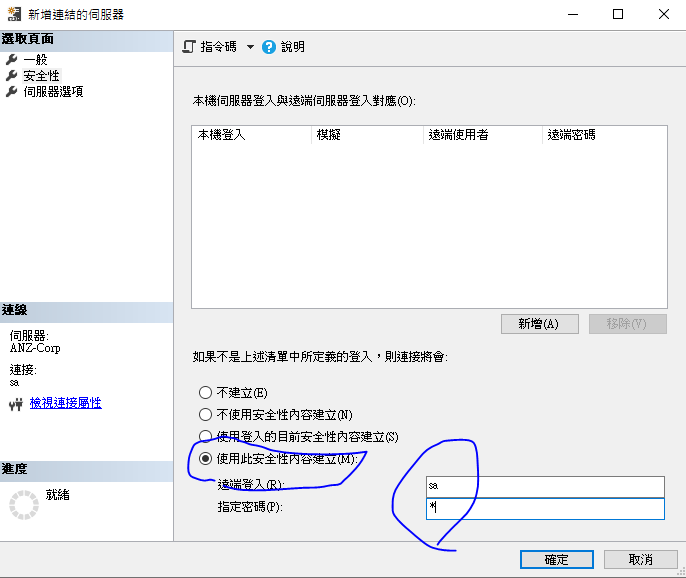 新增連結的伺服器
選取頁面
一般
安全性
伺服器選項
指令碼 說明
本機伺服器登入與遠端伺服器登入對應(O):
本機登入 模擬 遠端使用者 遠端密碼
新增(A) 移除(V)
如果不是上述清單中所定義的登入，則連接將會:
不建立(E)
不使用安全性內容建立(N)
使用登入的目前安全性內容建立(S)
使用此安全性內容建立(M):
遠端登入(R): sa
指定密碼(P): *
連線
伺服器:
ANZ-Corp
連接:
sa
檢視連接屬性
進度
就緒
確定 取消